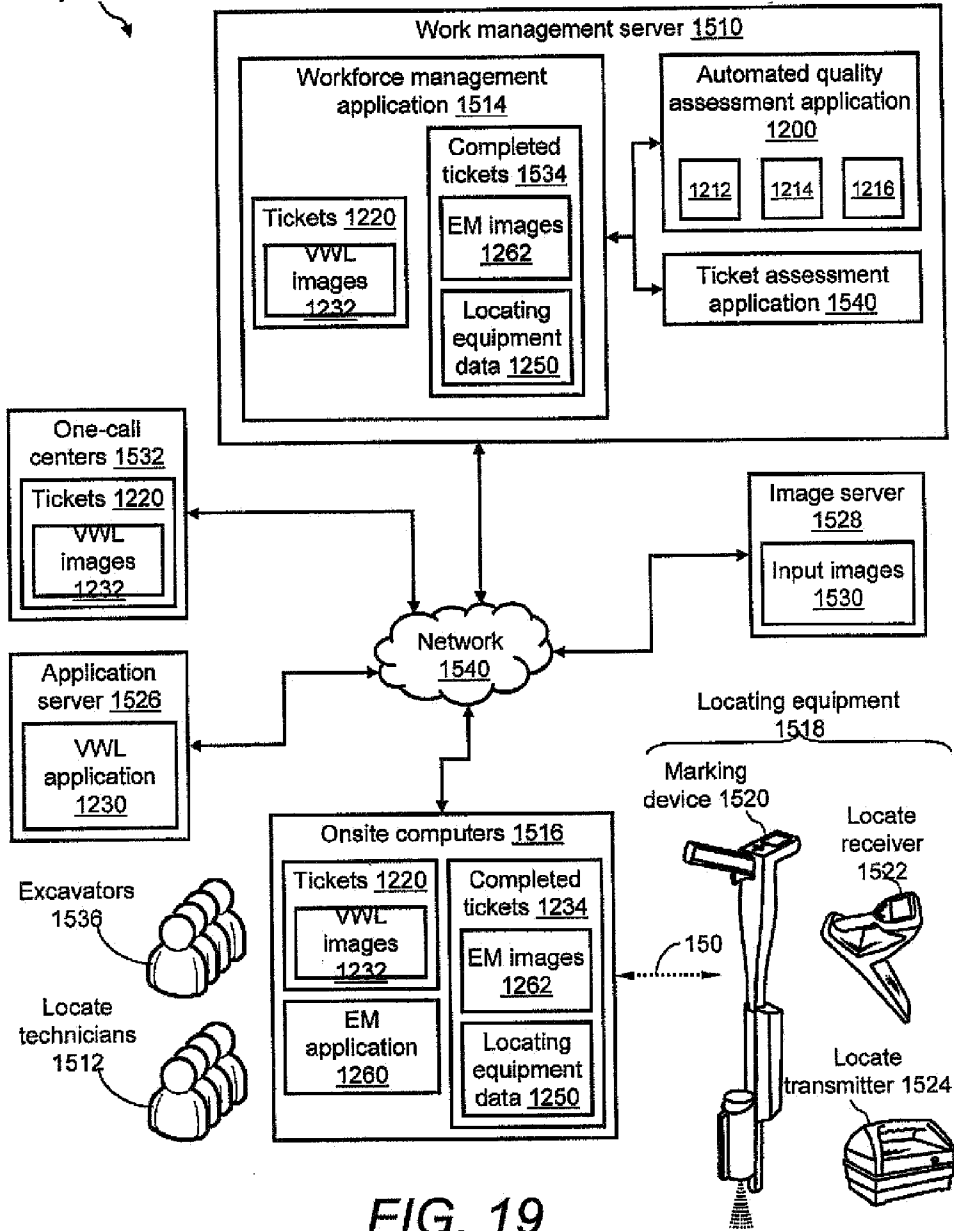 Work management server 1510
Workforce management
application 1514
Completed
tickets 1534
EM images
1262
Locating
equipment
data 1250
Tickets 1220
VWL
images
1232
Automated quality
assessment application
1200
1212
1214
1216
Ticket assessment
application 1540
One-call
centers 1532
Tickets 1220
VWL
images
1232
Image server
1528
Input images
1530
Network
1540
Application
server 1526
VWL
application
1230
Locating equipment
1518
Marking
device 1520
Locate
receiver
1522
Onsite computers 1516
Tickets 1220
VWL
images
1232
EM
application
1260
Completed
tickets 1234
EM images
1262
Locating
equipment
data 1250
150
Excavators
1536
Locate
technicians
1512
Locate
transmitter 1524
FIG. 19